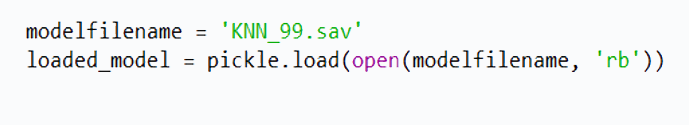 modelfilename = 'KNN_99.sav'
loaded_model = pickle.load(open(modelfilename, 'rb'))